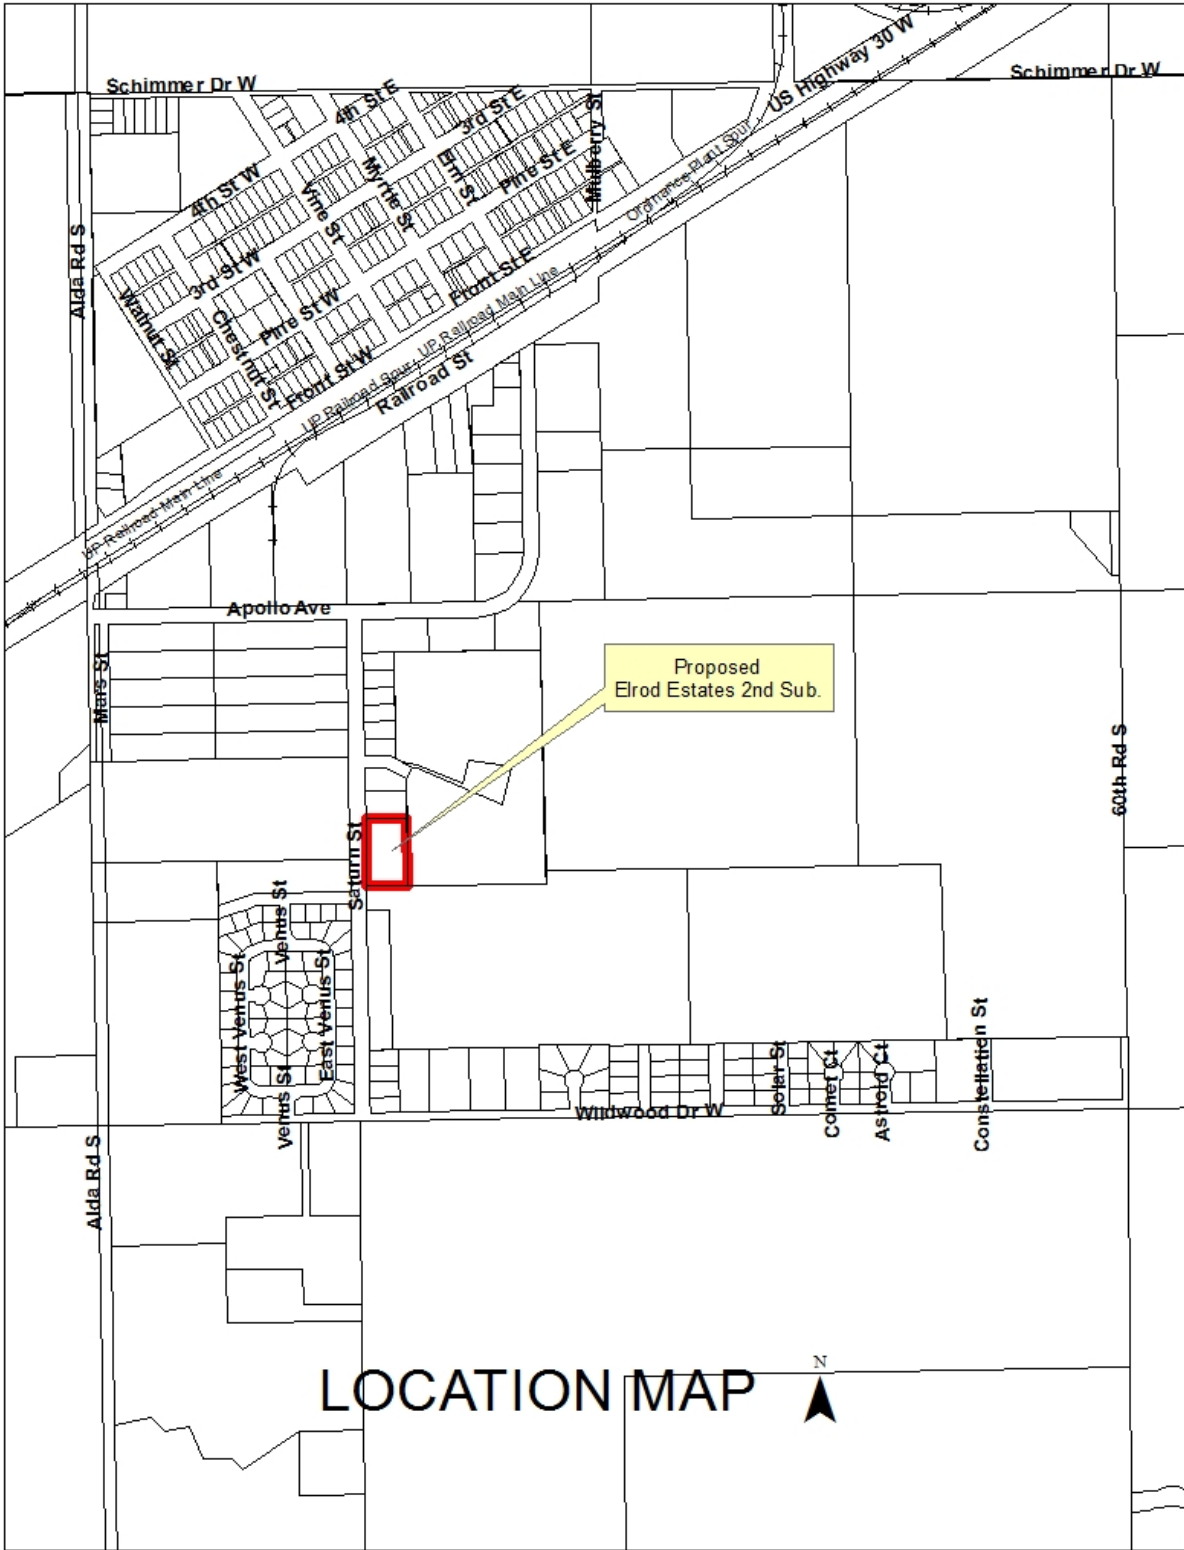 US Highway 30 W
Schimmer Dr W
Schimmer Dr W
4th St E
3rd St E
Mulberry St
Ordinance Plant Spur
Elm St
Pine St E
Myrtle St
4th St W
Vine St
Alda Rd S
3rd St W
Front St E
UP Railroad Main Line
Walnut St
Chestnut St
Pine St W
Front St W
UP Railroad Spur
Railroad St
UP Railroad Main Line
Apollo Ave
Mars St
Proposed
Elrod Estates 2nd Sub.
60th Rd S
Saturn St
Venus St
West Venus St
East Venus St
Venus St
Solar St
Comet Ct
Astroid Ct
Constellation St
Wildwood Dr W
Alda Rd S
N
LOCATION MAP